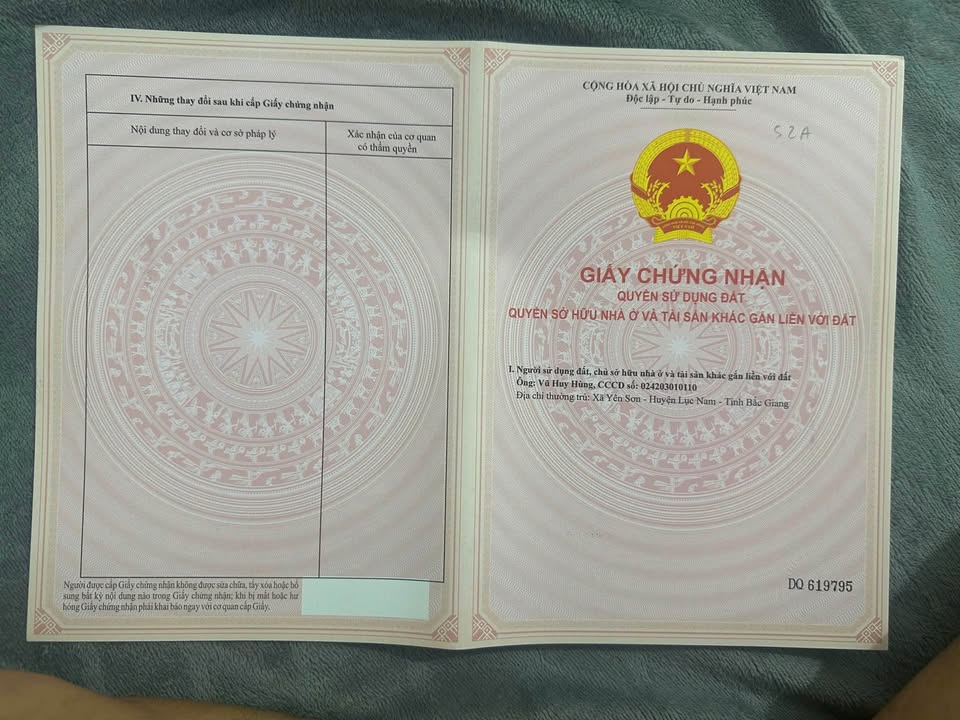 IV. Những thay đổi sau khi cấp Giấy chứng nhận
Nội dung thay đổi và cơ sở pháp lý
Xác nhận của cơ quan
có thẩm quyền
Người được cấp Giấy chứng nhận không được sửa chữa, tẩy xóa hoặc bổ
sung bất kỳ nội dung nào trong Giấy chứng nhận; khi bị mất hoặc hư
hỏng Giấy chứng nhận phải khai báo ngay với cơ quan cấp Giấy.
CỘNG HÒA XÃ HỘI CHỦ NGHĨA VIỆT NAM
Độc lập - Tự do - Hạnh phúc
S2A
VIỆT NAM
GIẤY CHỨNG NHẬN
QUYỀN SỬ DỤNG ĐẤT
QUYỀN SỞ HỮU NHÀ Ở VÀ TÀI SẢN KHÁC GẮN LIỀN VỚI ĐẤT
I. Người sử dụng đất, chủ sở hữu nhà ở và tài sản khác gắn liền với đất
Ông: Vũ Huy Hùng, CCCD số: 024203010110
Địa chỉ thường trú: Xã Yên Sơn - Huyện Lục Nam - Tỉnh Bắc Giang
DQ 619795